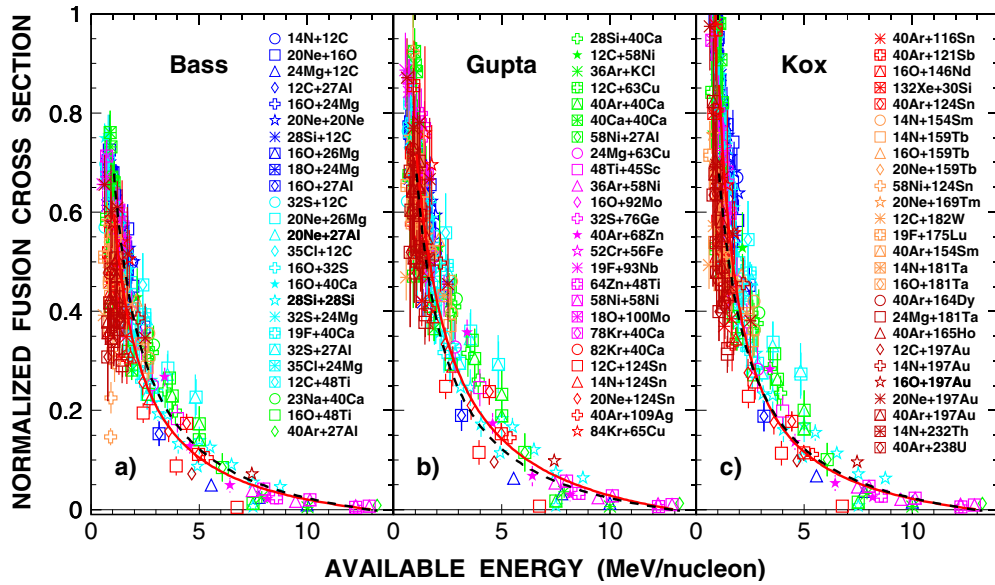 NORMALIZED FUSION CROSS SECTION
1
0.8
0.6
0.4
0.2
0
Bass
14N+12C
20Ne+16O
24Mg+12C
12C+27Al
16O+24Mg
20Ne+20Ne
28Si+12C
16O+26Mg
18O+24Mg
16O+27Al
32S+12C
20Ne+26Mg
20Ne+27Al
35Cl+12C
16O+32S
16O+40Ca
28Si+28Si
32S+24Mg
19F+40Ca
32S+27Al
35Cl+24Mg
12C+48Ti
23Na+40Ca
16O+48Ti
40Ar+27Al
a)
0 5 10
Gupta
28Si+40Ca
12C+58Ni
36Ar+KCl
12C+63Cu
40Ar+40Ca
40Ca+40Ca
58Ni+27Al
24Mg+63Cu
48Ti+45Sc
36Ar+58Ni
16O+92Mo
32S+76Ge
40Ar+68Zn
52Cr+56Fe
19F+93Nb
64Zn+48Ti
58Ni+58Ni
18O+100Mo
78Kr+40Ca
82Kr+40Ca
12C+124Sn
14N+124Sn
20Ne+124Sn
40Ar+109Ag
84Kr+65Cu
b)
0 5 10
Kox
40Ar+116Sn
40Ar+121Sb
16O+146Nd
132Xe+30Si
40Ar+124Sn
14N+154Sm
14N+159Tb
16O+159Tb
20Ne+159Tb
58Ni+124Sn
20Ne+169Tm
12C+182W
19F+175Lu
40Ar+154Sm
14N+181Ta
16O+181Ta
40Ar+164Dy
24Mg+181Ta
40Ar+165Ho
12C+197Au
14N+197Au
16O+197Au
20Ne+197Au
40Ar+197Au
14N+232Th
40Ar+238U
c)
0 5 10
AVAILABLE ENERGY (MeV/nucleon)